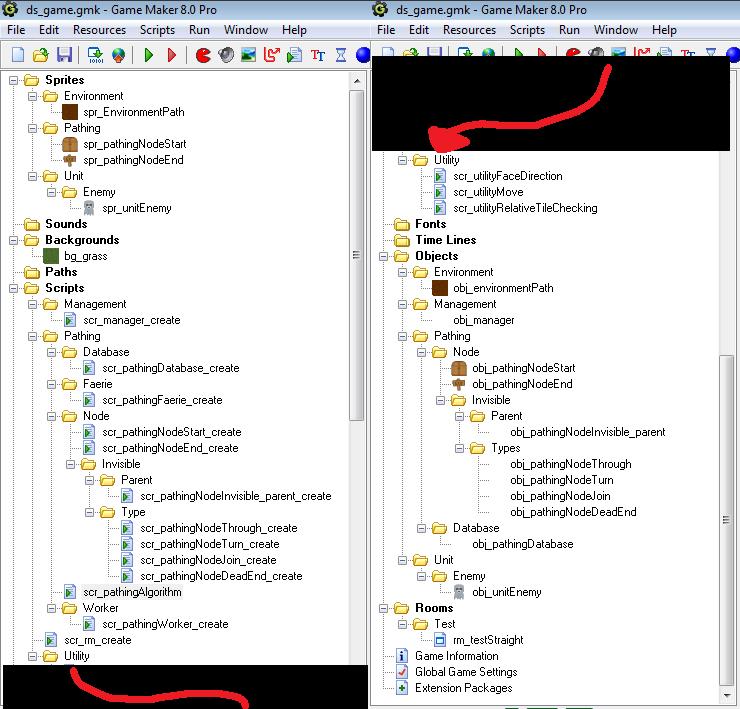 ds_game.gmk - Game Maker 8.0 Pro
File Edit Resources Scripts Run Window Help
Sprites
Environment
spr_EnvironmentPath
Pathing
spr_pathingNodeStart
spr_pathingNodeEnd
Unit
Enemy
spr_unitEnemy
Sounds
Backgrounds
bg_grass
Paths
Scripts
Management
scr_manager_create
Pathing
Database
scr_pathingDatabase_create
Faerie
scr_pathingFaerie_create
Node
scr_pathingNodeStart_create
scr_pathingNodeEnd_create
Invisible
Parent
scr_pathingNodeInvisible_parent_create
Type
scr_pathingNodeThrough_create
scr_pathingNodeTurn_create
scr_pathingNodeJoin_create
scr_pathingNodeDeadEnd_create
scr_pathingAlgorithm
Worker
scr_pathingWorker_create
scr_rm_create
Utility
ds_game.gmk - Game Maker 8.0 Pro
File Edit Resources Scripts Run Window Help
Utility
scr_utilityFaceDirection
scr_utilityMove
scr_utilityRelativeTileChecking
Fonts
Time Lines
Objects
Environment
obj_environmentPath
Management
obj_manager
Pathing
Node
obj_pathingNodeStart
obj_pathingNodeEnd
Invisible
Parent
obj_pathingNodeInvisible_parent
Types
obj_pathingNodeThrough
obj_pathingNodeTurn
obj_pathingNodeJoin
obj_pathingNodeDeadEnd
Database
obj_pathingDatabase
Unit
Enemy
obj_unitEnemy
Rooms
Test
rm_testStraight
Game Information
Global Game Settings
Extension Packages